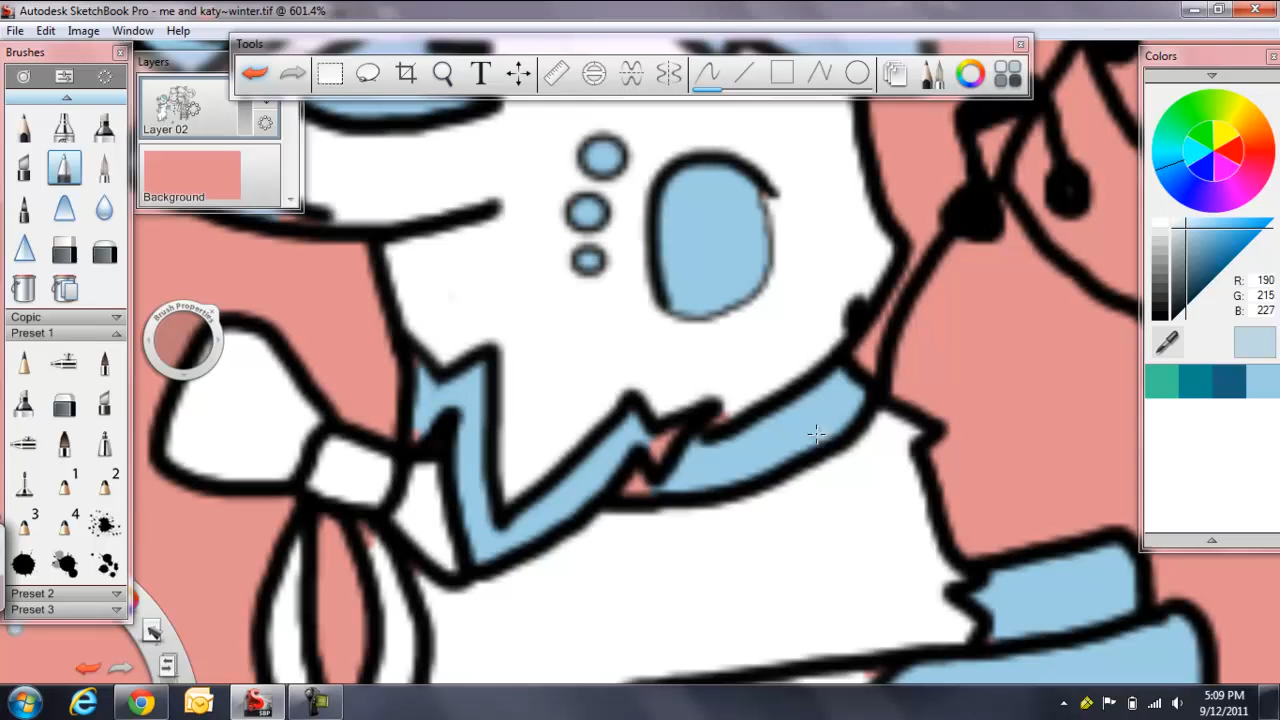 Autodesk SketchBook Pro - me and katy~winter.tif @ 601.4%
File Edit Image Window Help
Brushes
Layers
Tools
Colors
T
Layer 02
Background
Copic
Preset 1
Brush Properties
R: 190
G: 215
B: 227
1 2
3 4
Preset 2
Preset 3
SBP
5:09 PM
9/12/2011